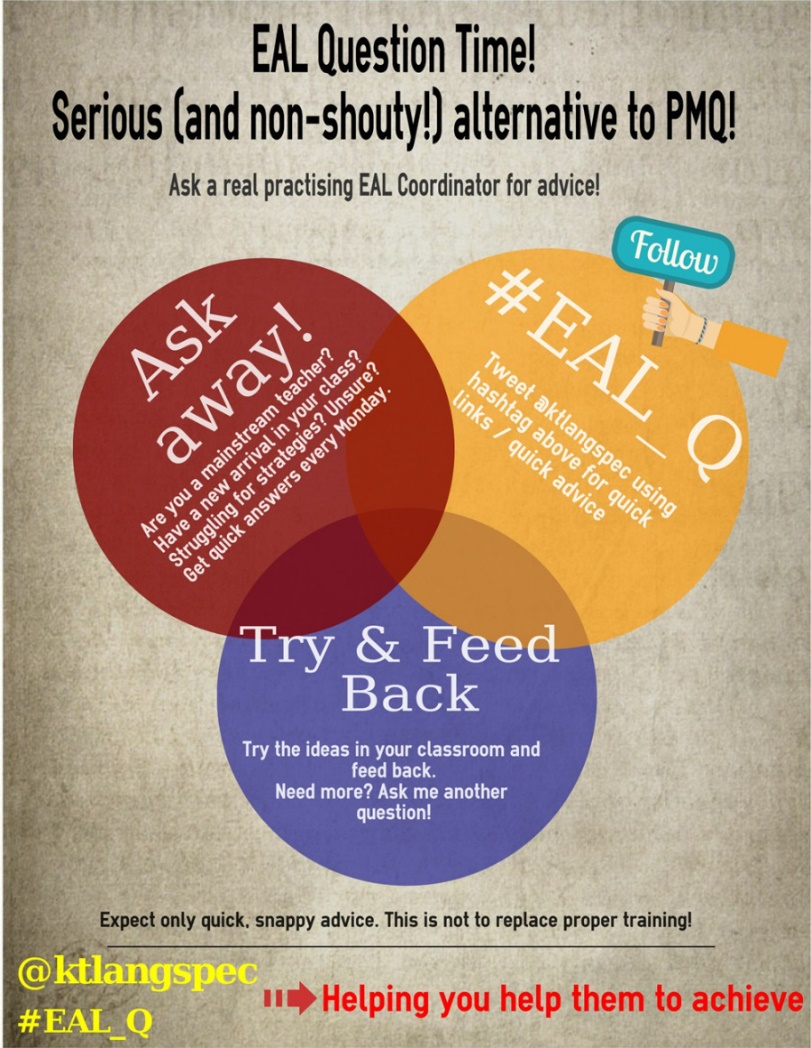 EAL Question Time!
Serious (and non-shouty!) alternative to PMQ!
Ask a real practising EAL Coordinator for advice!
Follow
Ask
away!
Are you a mainstream teacher?
Have a new arrival in your class?
Struggling for strategies? Unsure?
Get quick answers every Monday.
#EAL_Q
Tweet @ktlangspec using
hashtag above for quick
links / quick advice
Try & Feed
Back
Try the ideas in your classroom and
feed back.
Need more? Ask me another
question!
Expect only quick, snappy advice. This is not to replace proper training!
@ktlangspec
#EAL_Q
Helping you help them to achieve